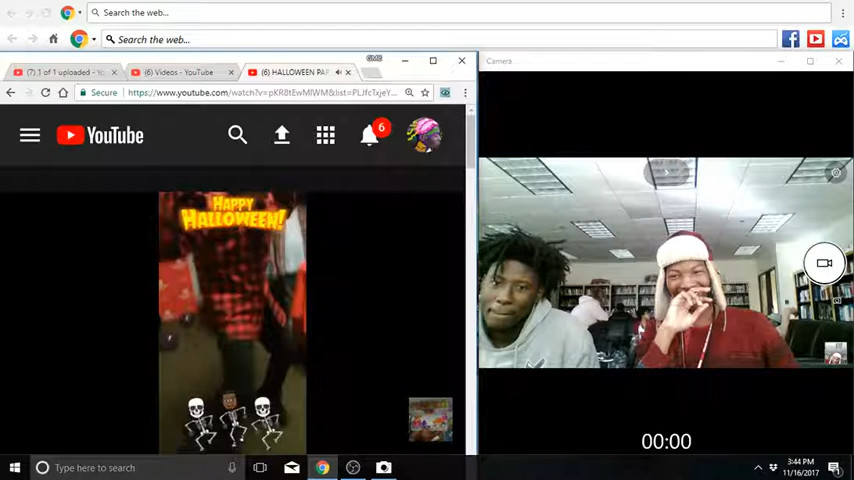 Search the web...
Search the web...
GMC
(7) 1 of 1 uploaded - Yo
(6) Videos - YouTube
(6) HALLOWEEN PAR
Camera
Secure
https://www.youtube.com/watch?v=pKR8tEwMIWM&list=PLJfcTxjeY...
YouTube
6
HAPPY
HALLOWEEN!
00:00
Type here to search
3:44 PM
11/16/2017